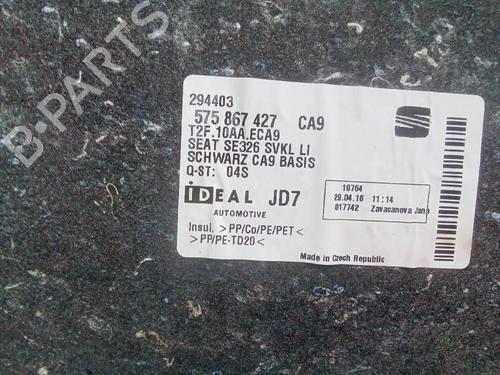 B-PARTS
294403
575 867 427 CA9
T2F.10AA.ECA9
SEAT SE326 SVKL LI
SCHWARZ CA9 BASIS
Q-ST: 04S
iDEAL JD7
AUTOMOTIVE
10764
29.04.16 11:14
017742 Zavacanova Jana
Insul. >PP/Co/PE/PET<
>PP/PE-TD20<
Made in Czech Republic